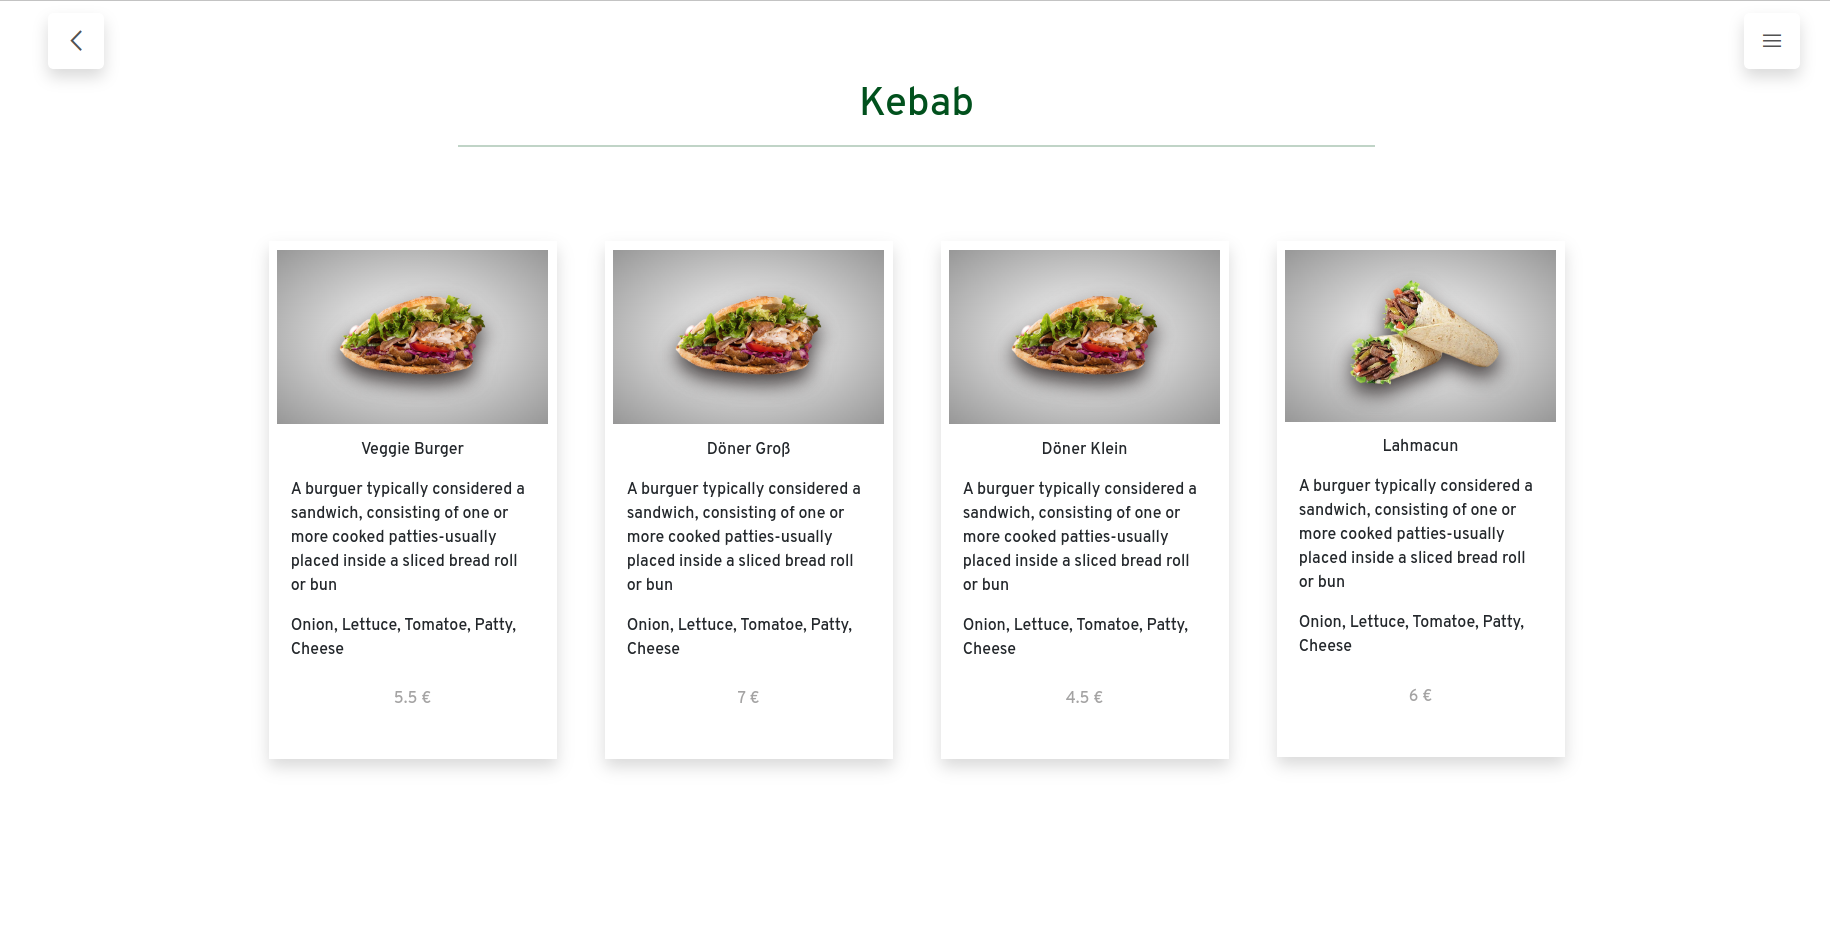 Kebab
Veggie Burger
A burguer typically considered a
sandwich, consisting of one or
more cooked patties-usually
placed inside a sliced bread roll
or bun
Onion, Lettuce, Tomatoe, Patty,
Cheese
5.5 €
Döner Groß
A burguer typically considered a
sandwich, consisting of one or
more cooked patties-usually
placed inside a sliced bread roll
or bun
Onion, Lettuce, Tomatoe, Patty,
Cheese
7 €
Döner Klein
A burguer typically considered a
sandwich, consisting of one or
more cooked patties-usually
placed inside a sliced bread roll
or bun
Onion, Lettuce, Tomatoe, Patty,
Cheese
4.5 €
Lahmacun
A burguer typically considered a
sandwich, consisting of one or
more cooked patties-usually
placed inside a sliced bread roll
or bun
Onion, Lettuce, Tomatoe, Patty,
Cheese
6 €